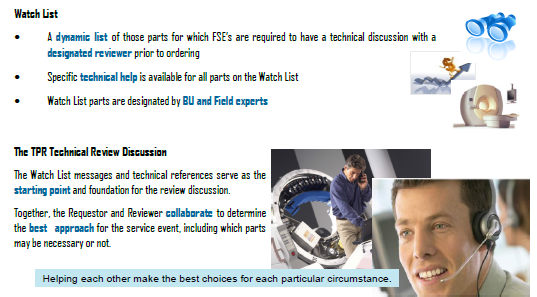 Watch List
• A dynamic list of those parts for which FSE's are required to have a technical discussion with a
designated reviewer prior to ordering
• Specific technical help is available for all parts on the Watch List
• Watch List parts are designated by BU and Field experts
The TPR Technical Review Discussion
The Watch List messages and technical references serve as the
starting point and foundation for the review discussion.
Together, the Requestor and Reviewer collaborate to determine
the best approach for the service event, including which parts
may be necessary or not.
Helping each other make the best choices for each particular circumstance.